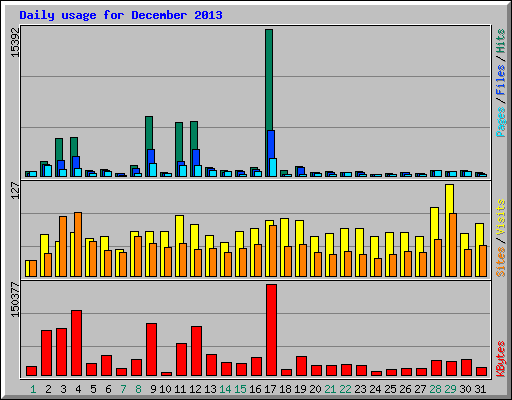 Daily usage for December 2013
15392
Pages / Files / Hits
127
Sites / Visits
150377
KBytes
1 2 3 4 5 6 7 8 9 10 11 12 13 14 15 16 17 18 19 20 21 22 23 24 25 26 27 28 29 30 31